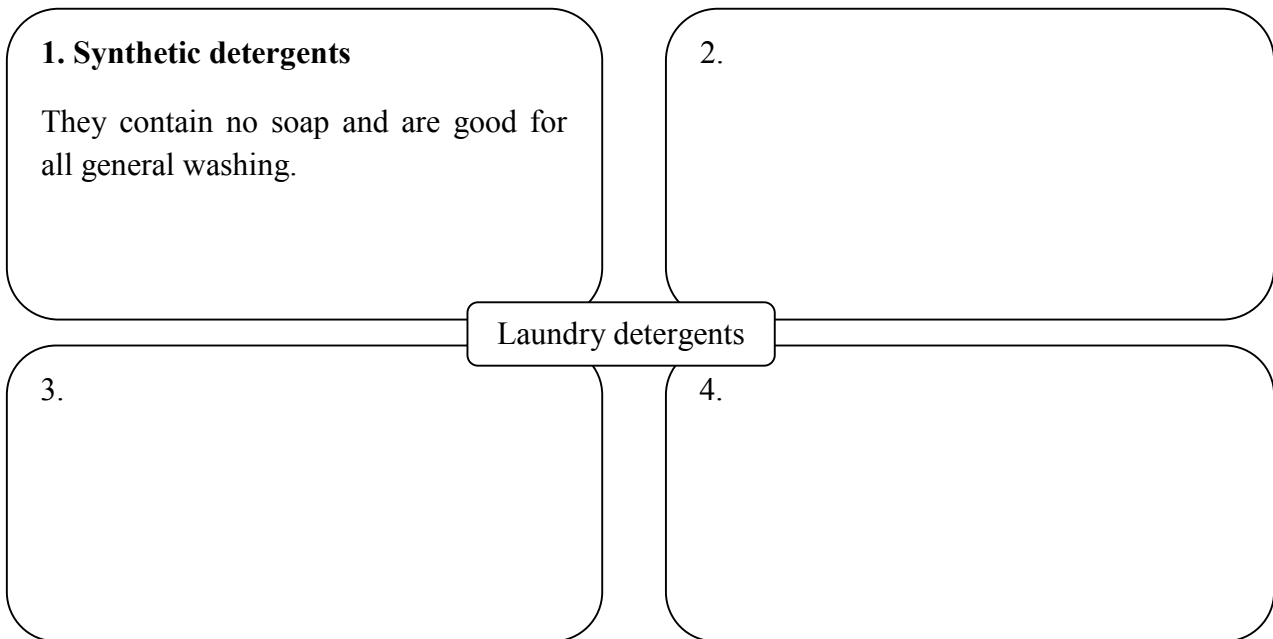 1. Synthetic detergents
They contain no soap and are good for
all general washing.
2.
Laundry detergents
3.
4.